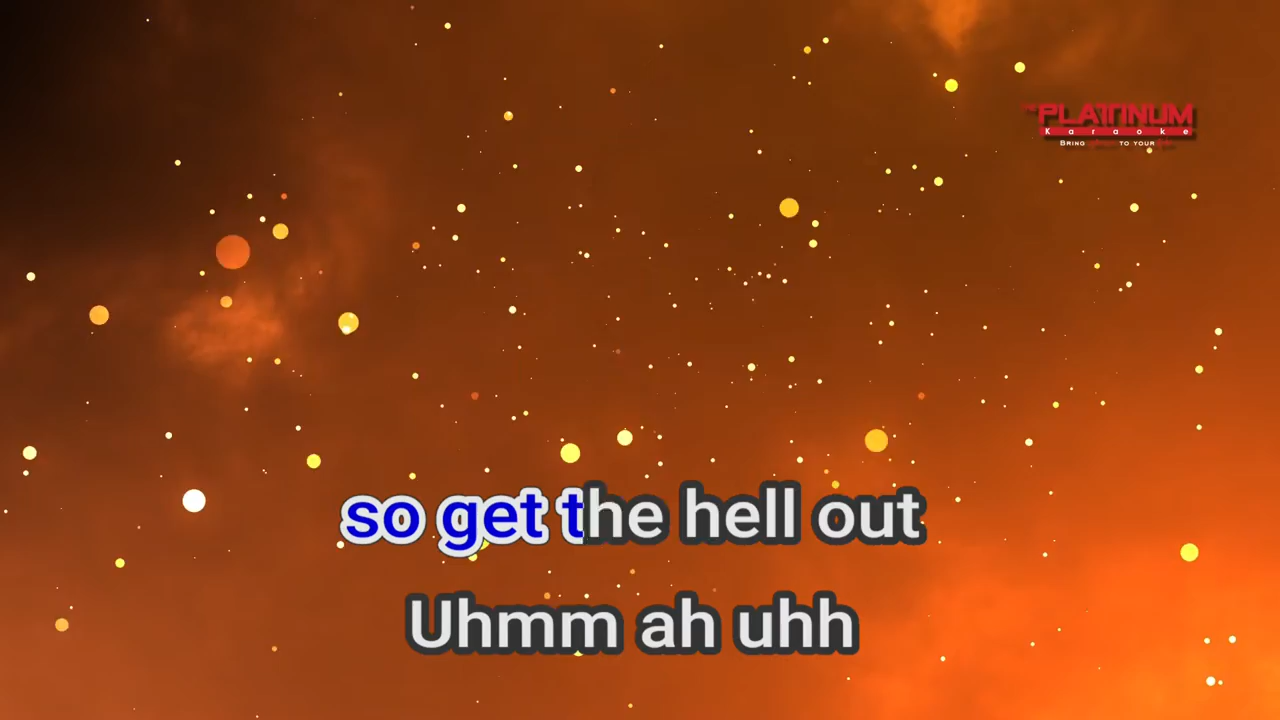 THE PLATINUM
Karaoke
BRING TO YOUR
so get the hell out
Uhmm ah uhh